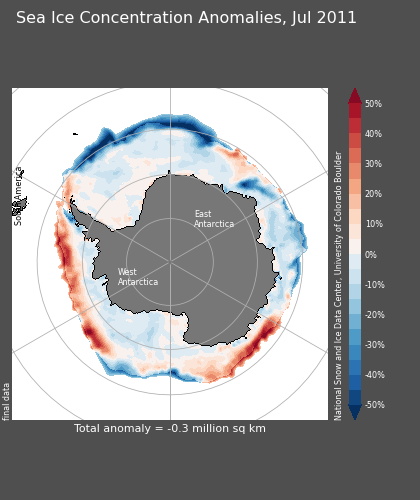 Sea Ice Concentration Anomalies, Jul 2011
South America
East
Antarctica
West
Antarctica
final data
Total anomaly = -0.3 million sq km
National Snow and Ice Data Center, University of Colorado Boulder
50%
40%
30%
20%
10%
0%
-10%
-20%
-30%
-40%
-50%